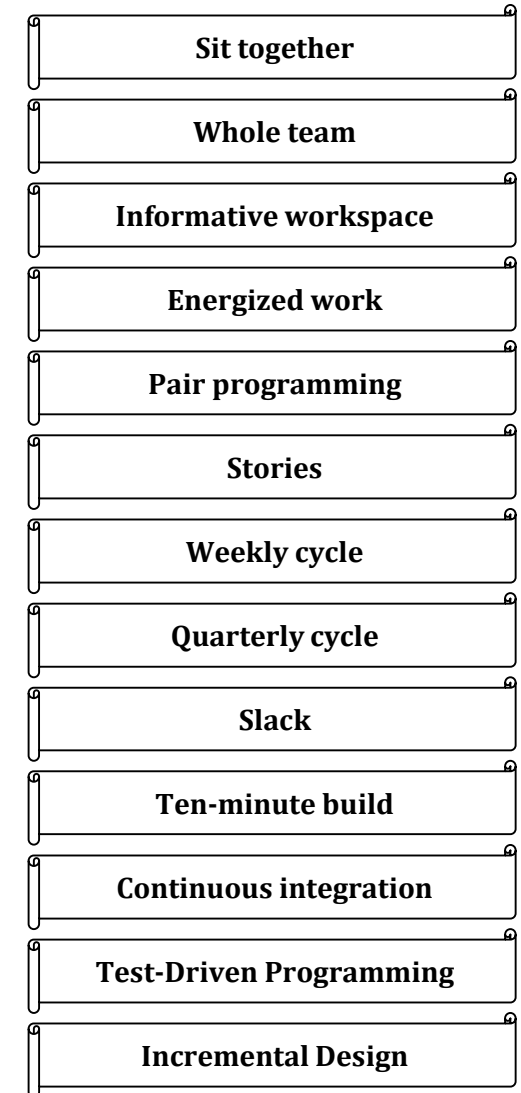 Sit together
Whole team
Informative workspace
Energized work
Pair programming
Stories
Weekly cycle
Quarterly cycle
Slack
Ten-minute build
Continuous integration
Test-Driven Programming
Incremental Design